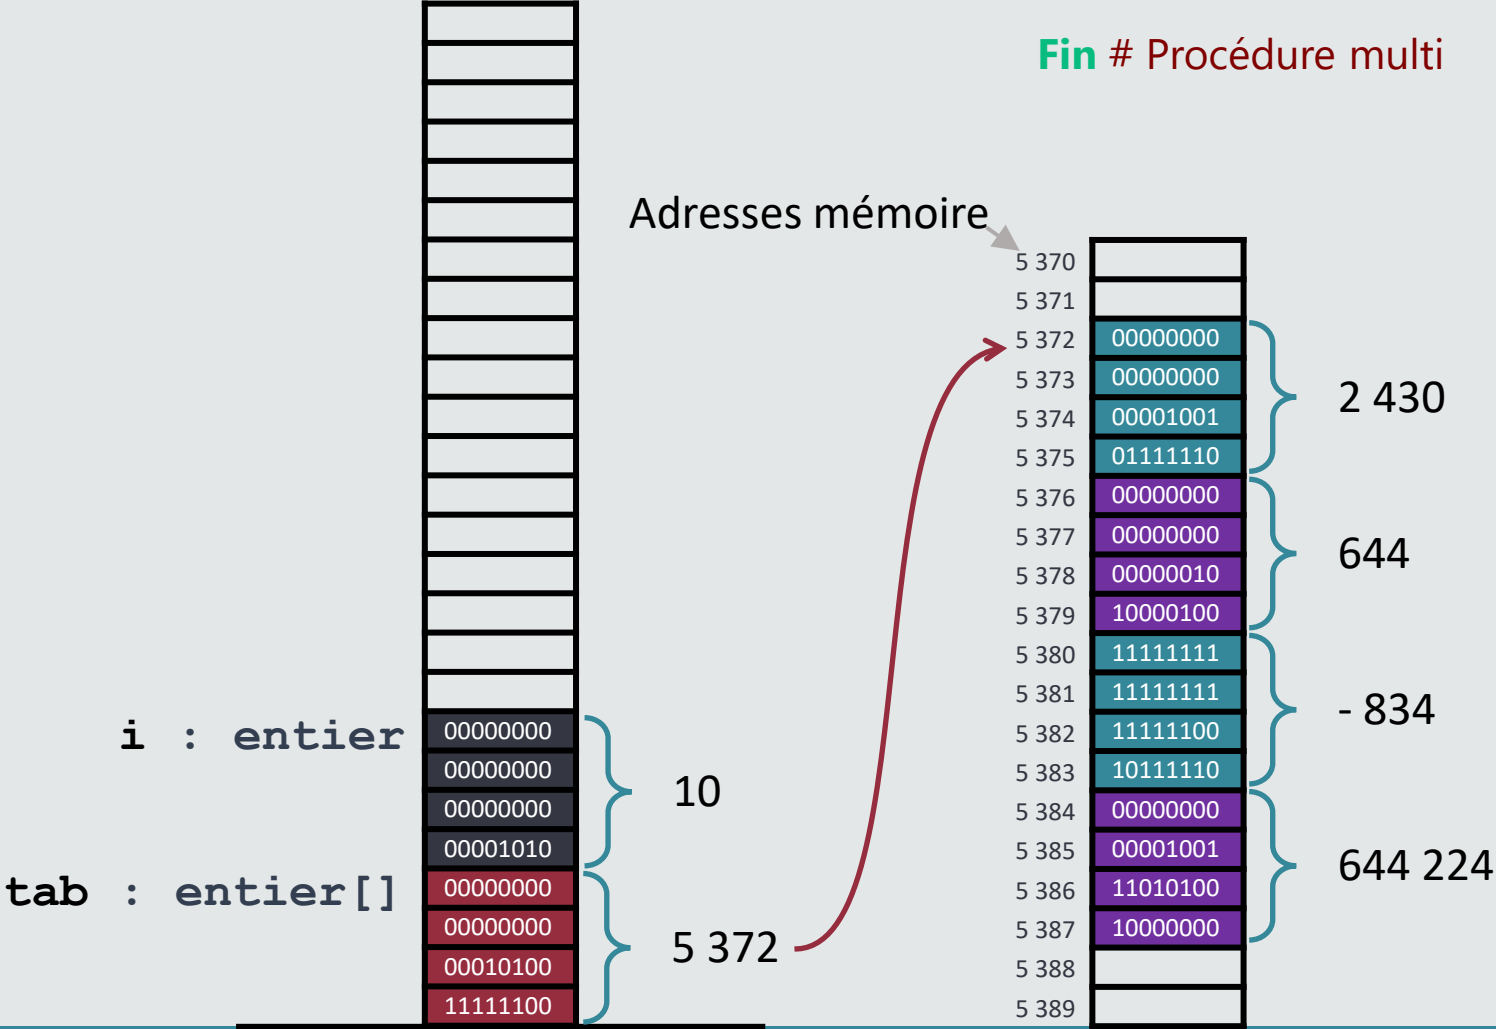 Fin # Procédure multi
Adresses mémoire
5 370
5 371
5 372 00000000
5 373 00000000
5 374 00001001
5 375 01111110
2 430
5 376 00000000
5 377 00000000
5 378 00000010
5 379 10000100
644
5 380 11111111
5 381 11111111
5 382 11111100
5 383 10111110
- 834
5 384 00000000
5 385 00001001
5 386 11010100
5 387 10000000
644 224
5 388
5 389
i : entier 00000000
00000000
00000000
00001010
10
tab : entier[] 00000000
00000000
00010100
11111100
5 372